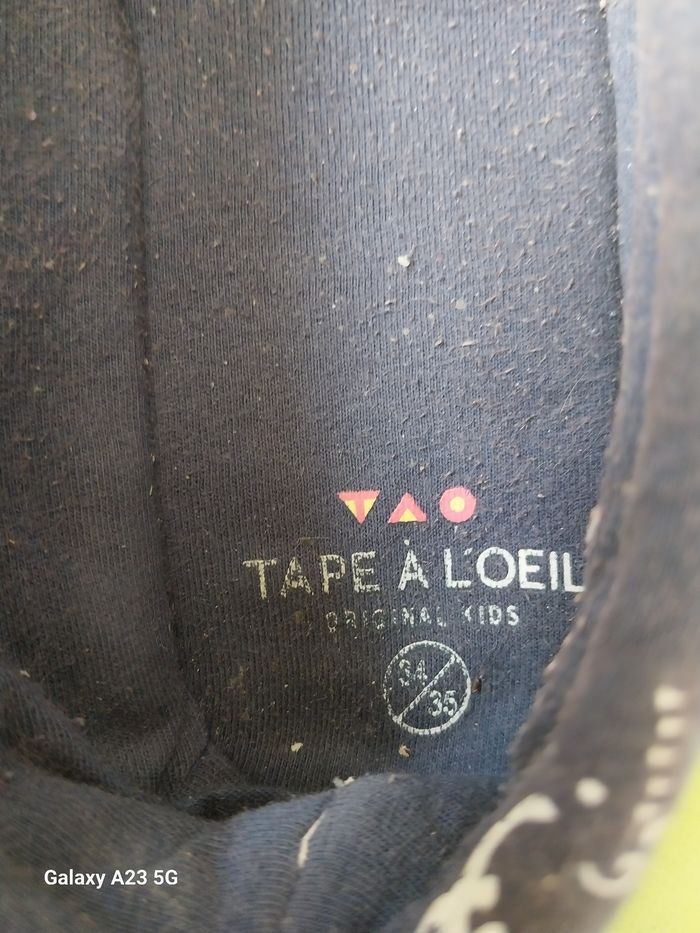 TAO
TAPE À L'OEIL
ORIGINAL KIDS
34/35
Galaxy A23 5G